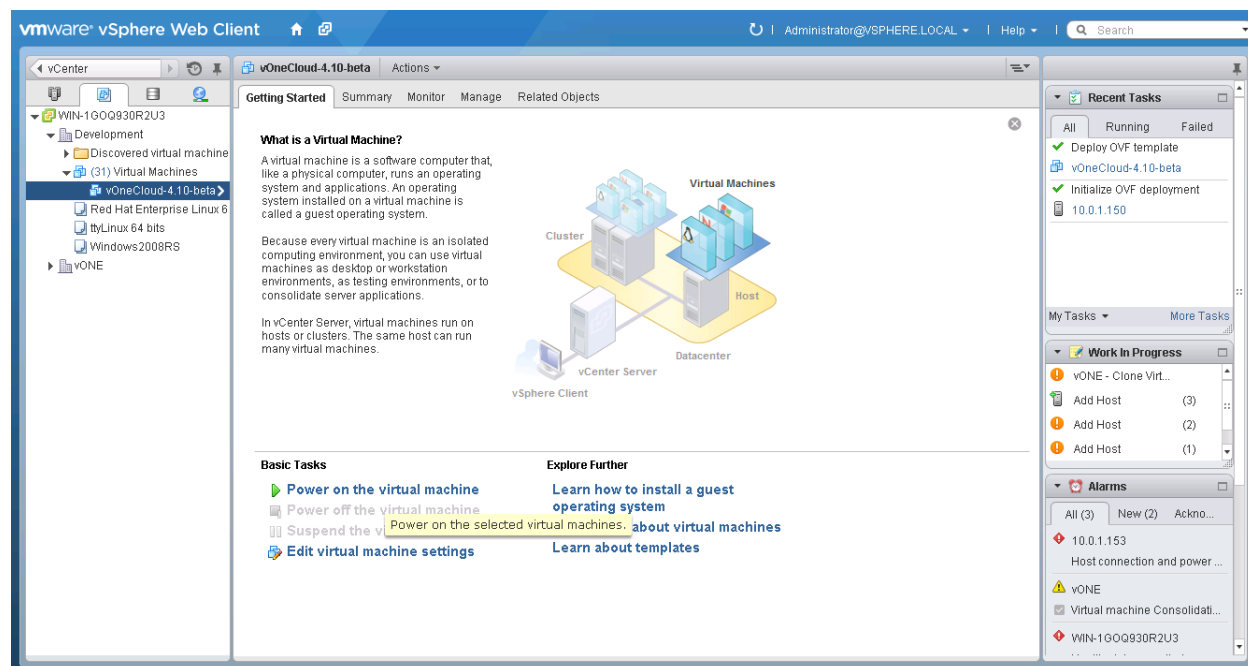 vmware® vSphere Web Client
Administrator@VSPHERE.LOCAL
Help
Search
vCenter
WIN-1GOQ930R2U3
Development
Discovered virtual machine
(31) Virtual Machines
vOneCloud-4.10-beta
Red Hat Enterprise Linux 6
ttyLinux 64 bits
Windows2008RS
vONE
vOneCloud-4.10-beta Actions
Getting Started Summary Monitor Manage Related Objects
What is a Virtual Machine?
A virtual machine is a software computer that,
like a physical computer, runs an operating
system and applications. An operating
system installed on a virtual machine is
called a guest operating system.
Because every virtual machine is an isolated
computing environment, you can use virtual
machines as desktop or workstation
environments, as testing environments, or to
consolidate server applications.
In vCenter Server, virtual machines run on
hosts or clusters. The same host can run
many virtual machines.
Virtual Machines
Cluster
Host
Datacenter
vCenter Server
vSphere Client
Basic Tasks
Power on the virtual machine
Power off the virtual machine
Suspend the v
Power on the selected virtual machines.
Edit virtual machine settings
Explore Further
Learn how to install a guest
operating system
about virtual machines
Learn about templates
Recent Tasks
All Running Failed
Deploy OVF template
vOneCloud-4.10-beta
Initialize OVF deployment
10.0.1.150
My Tasks More Tasks
Work In Progress
vONE - Clone Virt...
Add Host (3)
Add Host (2)
Add Host (1)
Alarms
All (3) New (2) Ackno...
10.0.1.153
Host connection and power ...
vONE
Virtual machine Consolidati...
WIN-1GOQ930R2U3